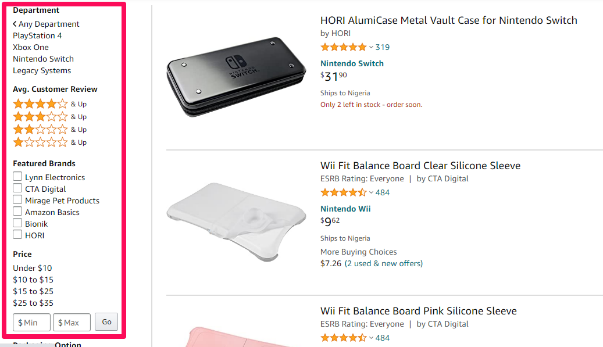 Department
< Any Department
PlayStation 4
Xbox One
Nintendo Switch
Legacy Systems
Avg. Customer Review
& Up
& Up
& Up
& Up
Featured Brands
Lynn Electronics
CTA Digital
Mirage Pet Products
Amazon Basics
Bionik
HORI
Price
Under $10
$10 to $15
$15 to $25
$25 to $35
$ Min $ Max Go
HORI AlumiCase Metal Vault Case for Nintendo Switch
by HORI
319
Nintendo Switch
$31 90
Ships to Nigeria
Only 2 left in stock - order soon.
Wii Fit Balance Board Clear Silicone Sleeve
ESRB Rating: Everyone | by CTA Digital
484
Nintendo Wii
$9 62
Ships to Nigeria
More Buying Choices
$7.26 (2 used & new offers)
Wii Fit Balance Board Pink Silicone Sleeve
ESRB Rating: Everyone | by CTA Digital
484